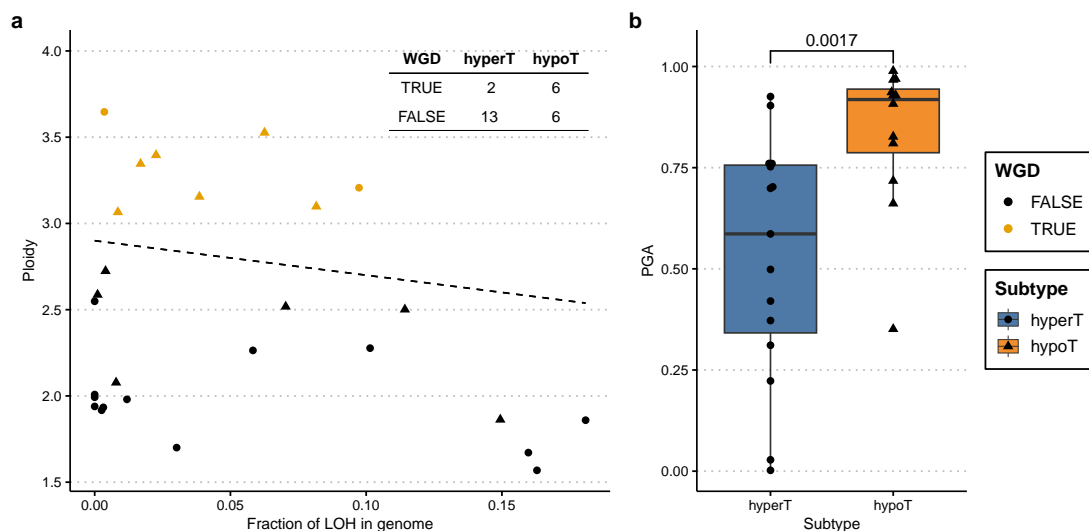 a
4.0
3.5
3.0
2.5
2.0
1.5
Ploidy
0.00 0.05 0.10 0.15
Fraction of LOH in genome
WGD hyperT hypoT
TRUE 2 6
FALSE 13 6
b
0.0017
1.00
0.75
0.50
0.25
0.00
PGA
hyperT hypoT
Subtype
WGD
FALSE
TRUE
Subtype
hyperT
hypoT